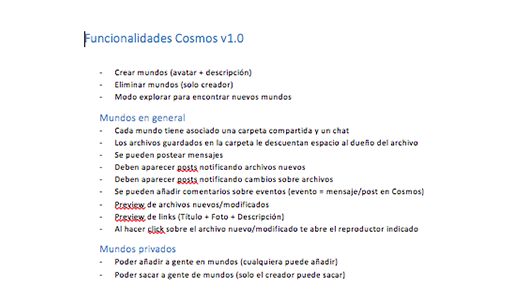 Funcionalidades Cosmos v1.0
- Crear mundos (avatar + descripción)
- Eliminar mundos (solo creador)
- Modo explorar para encontrar nuevos mundos
Mundos en general
- Cada mundo tiene asociado una carpeta compartida y un chat
- Los archivos guardados en la carpeta le descuentan espacio al dueño del archivo
- Se pueden postear mensajes
- Deben aparecer posts notificando archivos nuevos
- Deben aparecer posts notificando cambios sobre archivos
- Se pueden añadir comentarios sobre eventos (evento = mensaje/post en Cosmos)
- Preview de archivos nuevos/modificados
- Preview de links (Título + Foto + Descripción)
- Al hacer click sobre el archivo nuevo/modificado te abre el reproductor indicado
Mundos privados
- Poder añadir a gente en mundos (cualquiera puede añadir)
- Poder sacar a gente de mundos (solo el creador puede sacar)